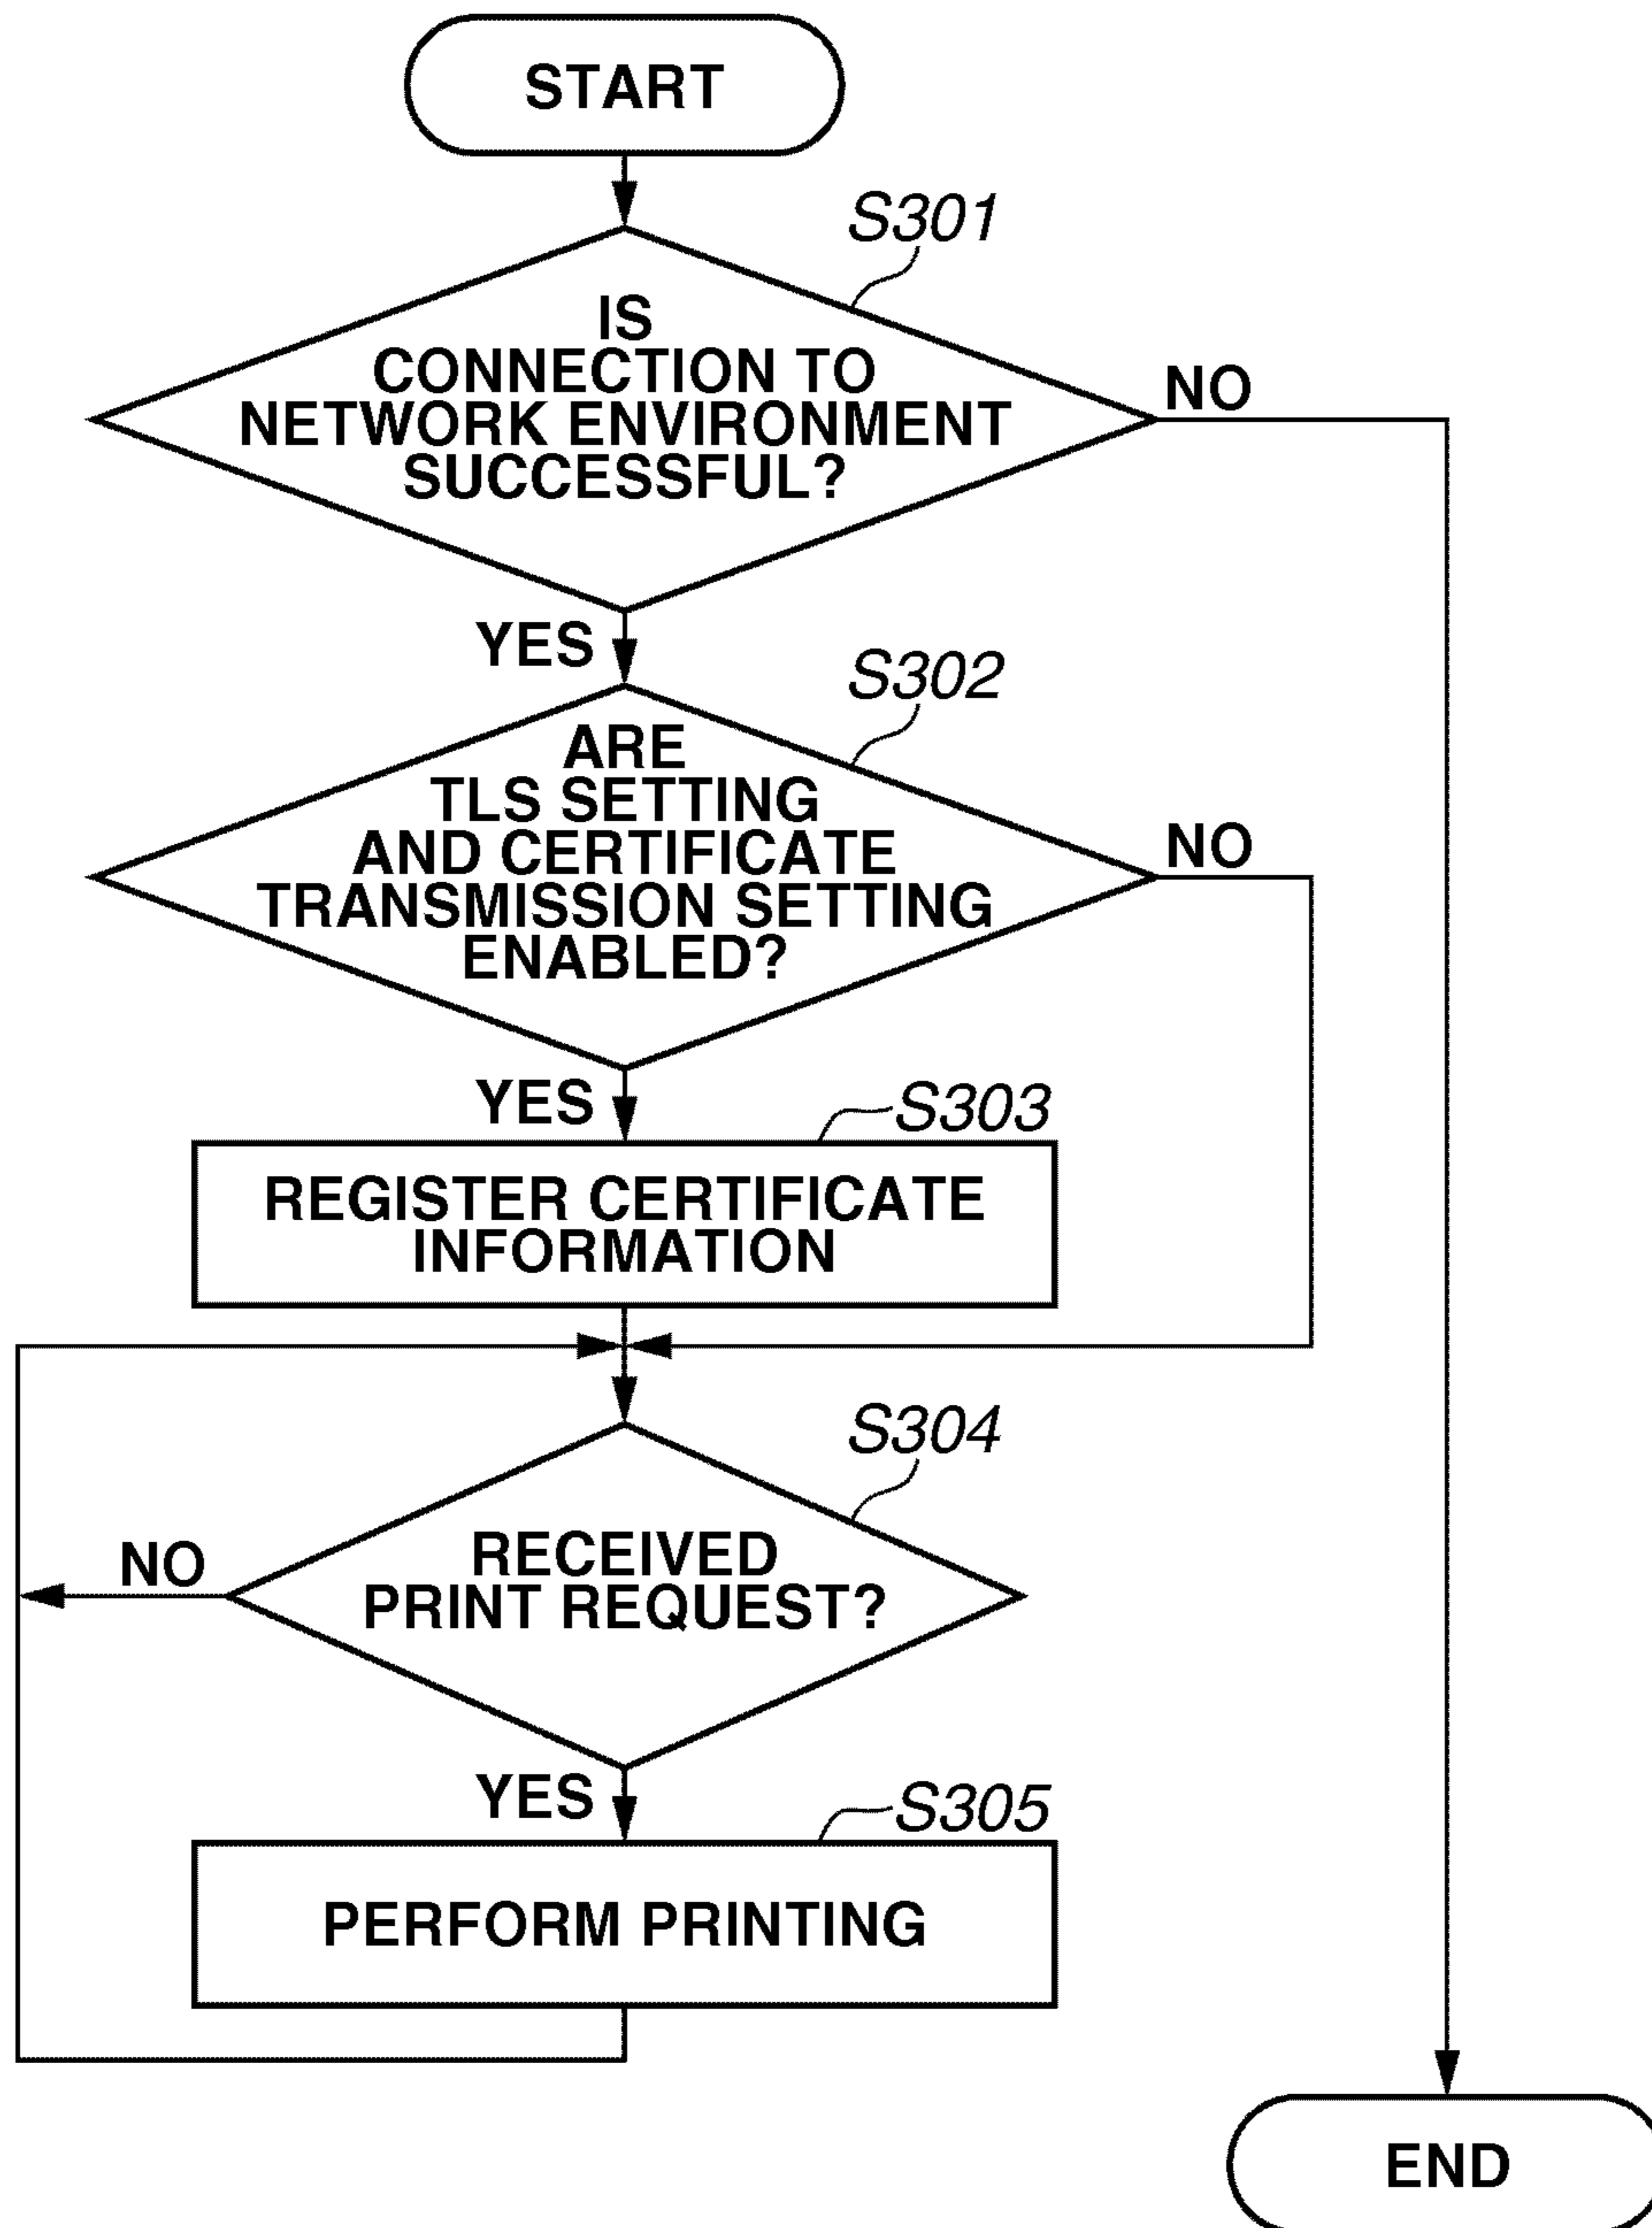 START
S301
IS
CONNECTION TO
NETWORK ENVIRONMENT
SUCCESSFUL?
NO
YES
S302
ARE
TLS SETTING
AND CERTIFICATE
TRANSMISSION SETTING
ENABLED?
NO
YES
S303
REGISTER CERTIFICATE
INFORMATION
S304
RECEIVED
PRINT REQUEST?
NO
YES
S305
PERFORM PRINTING
END